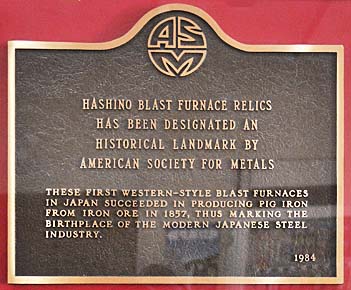 ASM
HASHINO BLAST FURNACE RELICS
HAS BEEN DESIGNATED AN
HISTORICAL LANDMARK BY
AMERICAN SOCIETY FOR METALS
THESE FIRST WESTERN-STYLE BLAST FURNACES
IN JAPAN SUCCEEDED IN PRODUCING PIG IRON
FROM IRON ORE IN 1857, THUS MARKING THE
BIRTHPLACE OF THE MODERN JAPANESE STEEL
INDUSTRY.
1984